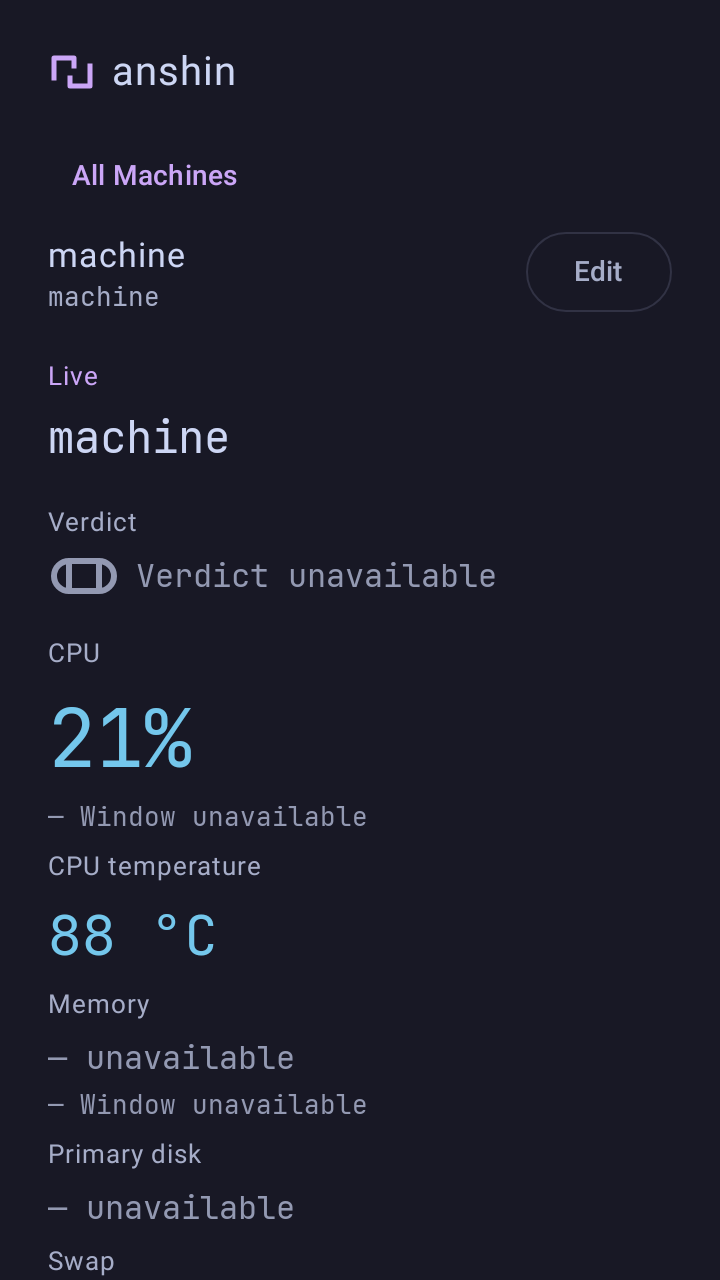 anshin
All Machines
machine
machine
Edit
Live
machine
Verdict
Verdict unavailable
CPU
21%
— Window unavailable
CPU temperature
88 °C
Memory
— unavailable
— Window unavailable
Primary disk
— unavailable
Swap